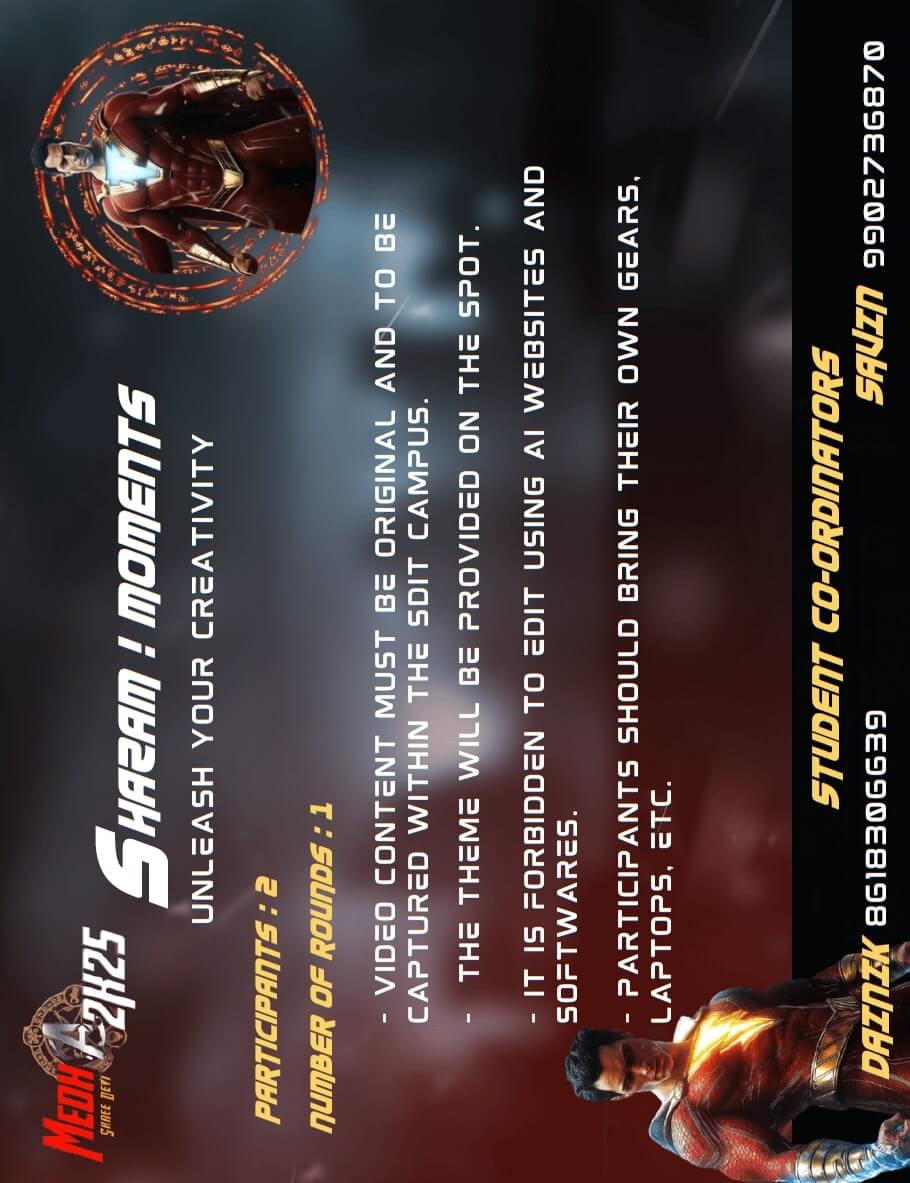 MEDHA2K25
SHREE DEVI
SHAZAM ! MOMENTS
UNLEASH YOUR CREATIVITY
PARTICIPANTS : 2
NUMBER OF ROUNDS : 1
- VIDEO CONTENT MUST BE ORIGINAL AND TO BE
CAPTURED WITHIN THE SDIT CAMPUS.
- THE THEME WILL BE PROVIDED ON THE SPOT.
- IT IS FORBIDDEN TO EDIT USING AI WEBSITES AND
SOFTWARES.
- PARTICIPANTS SHOULD BRING THEIR OWN GEARS,
LAPTOPS, ETC.
STUDENT CO-ORDINATORS
DAINIK 8618306639
SAVIN 9902736870